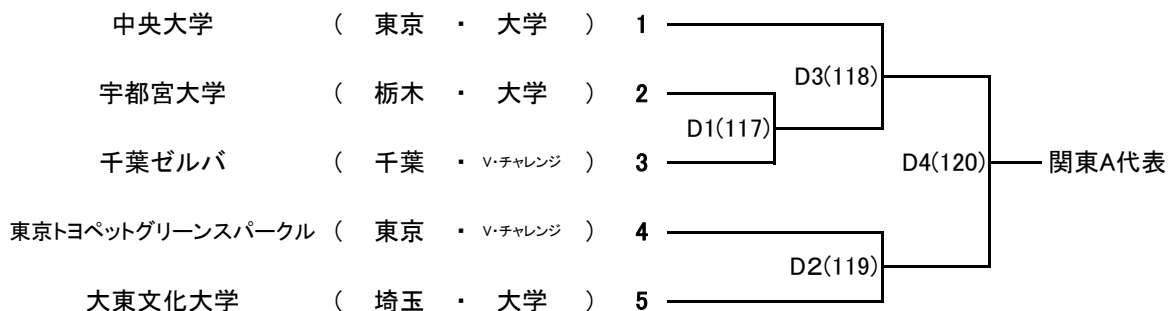 中央大学 ( 東京 ・ 大学 ) 1
D3(118)
宇都宮大学 ( 栃木 ・ 大学 ) 2
D1(117)
千葉ゼルバ ( 千葉 ・ V・チャレンジ ) 3
D4(120) 関東A代表
東京トヨペットグリーンスパークル ( 東京 ・ V・チャレンジ ) 4
D2(119)
大東文化大学 ( 埼玉 ・ 大学 ) 5